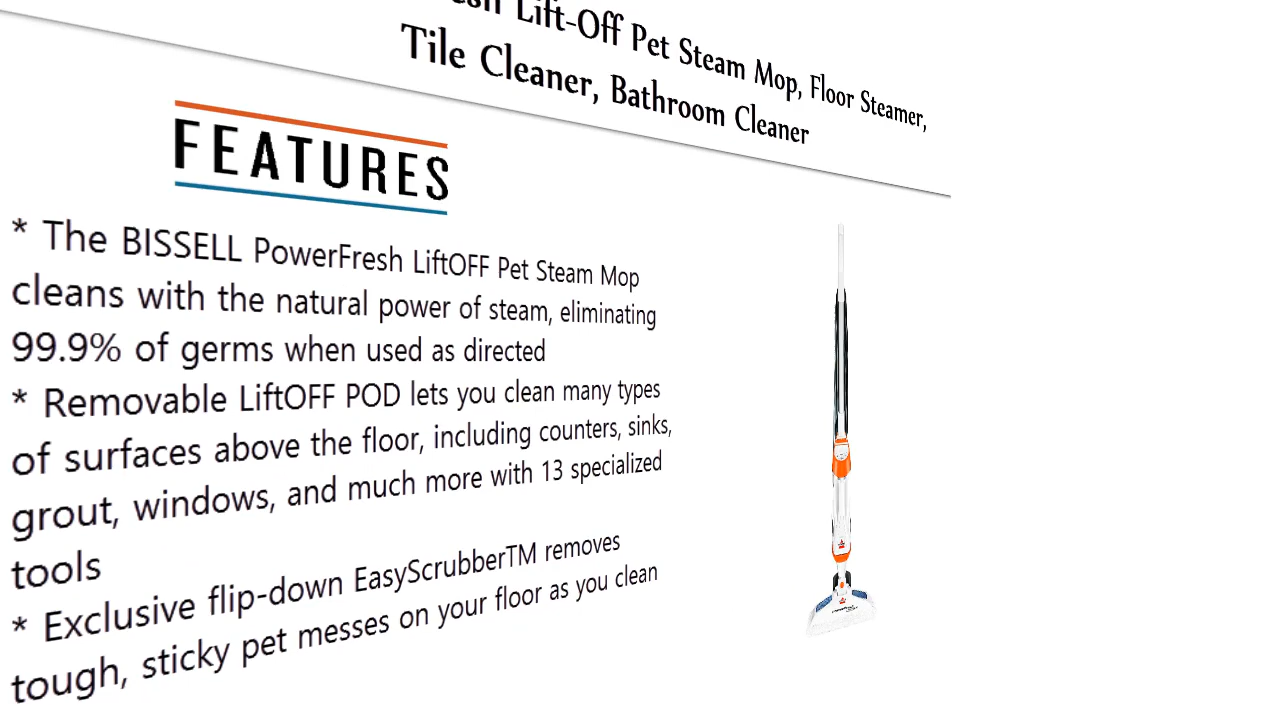 Lift-Off Pet Steam Mop, Floor Steamer,
Tile Cleaner, Bathroom Cleaner
FEATURES
* The BISSELL PowerFresh LiftOFF Pet Steam Mop
cleans with the natural power of steam, eliminating
99.9% of germs when used as directed
* Removable LiftOFF POD lets you clean many types
of surfaces above the floor, including counters, sinks,
grout, windows, and much more with 13 specialized
tools
* Exclusive flip-down EasyScrubberTM removes
tough, sticky pet messes on your floor as you clean